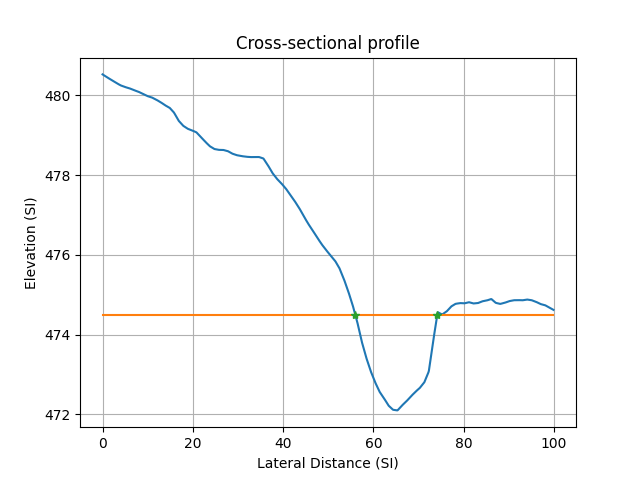 Cross-sectional profile
480
478
476
474
472
Elevation (SI)
0 20 40 60 80 100
Lateral Distance (SI)